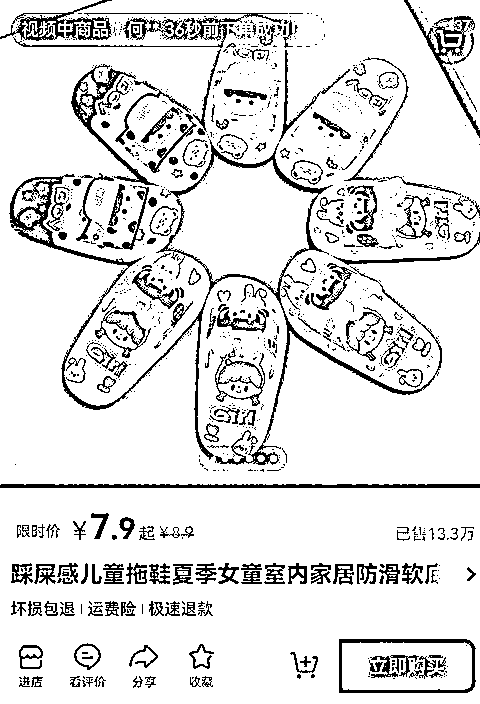 视频中商品 何**36秒前下单成功!
限时价 ¥7.9起 ¥8.9
已售13.3万
踩屎感儿童拖鞋夏季女童室内家居防滑软
坏损包退 | 运费险 | 极速退款
进店 看评价 分享 收藏
立即购买